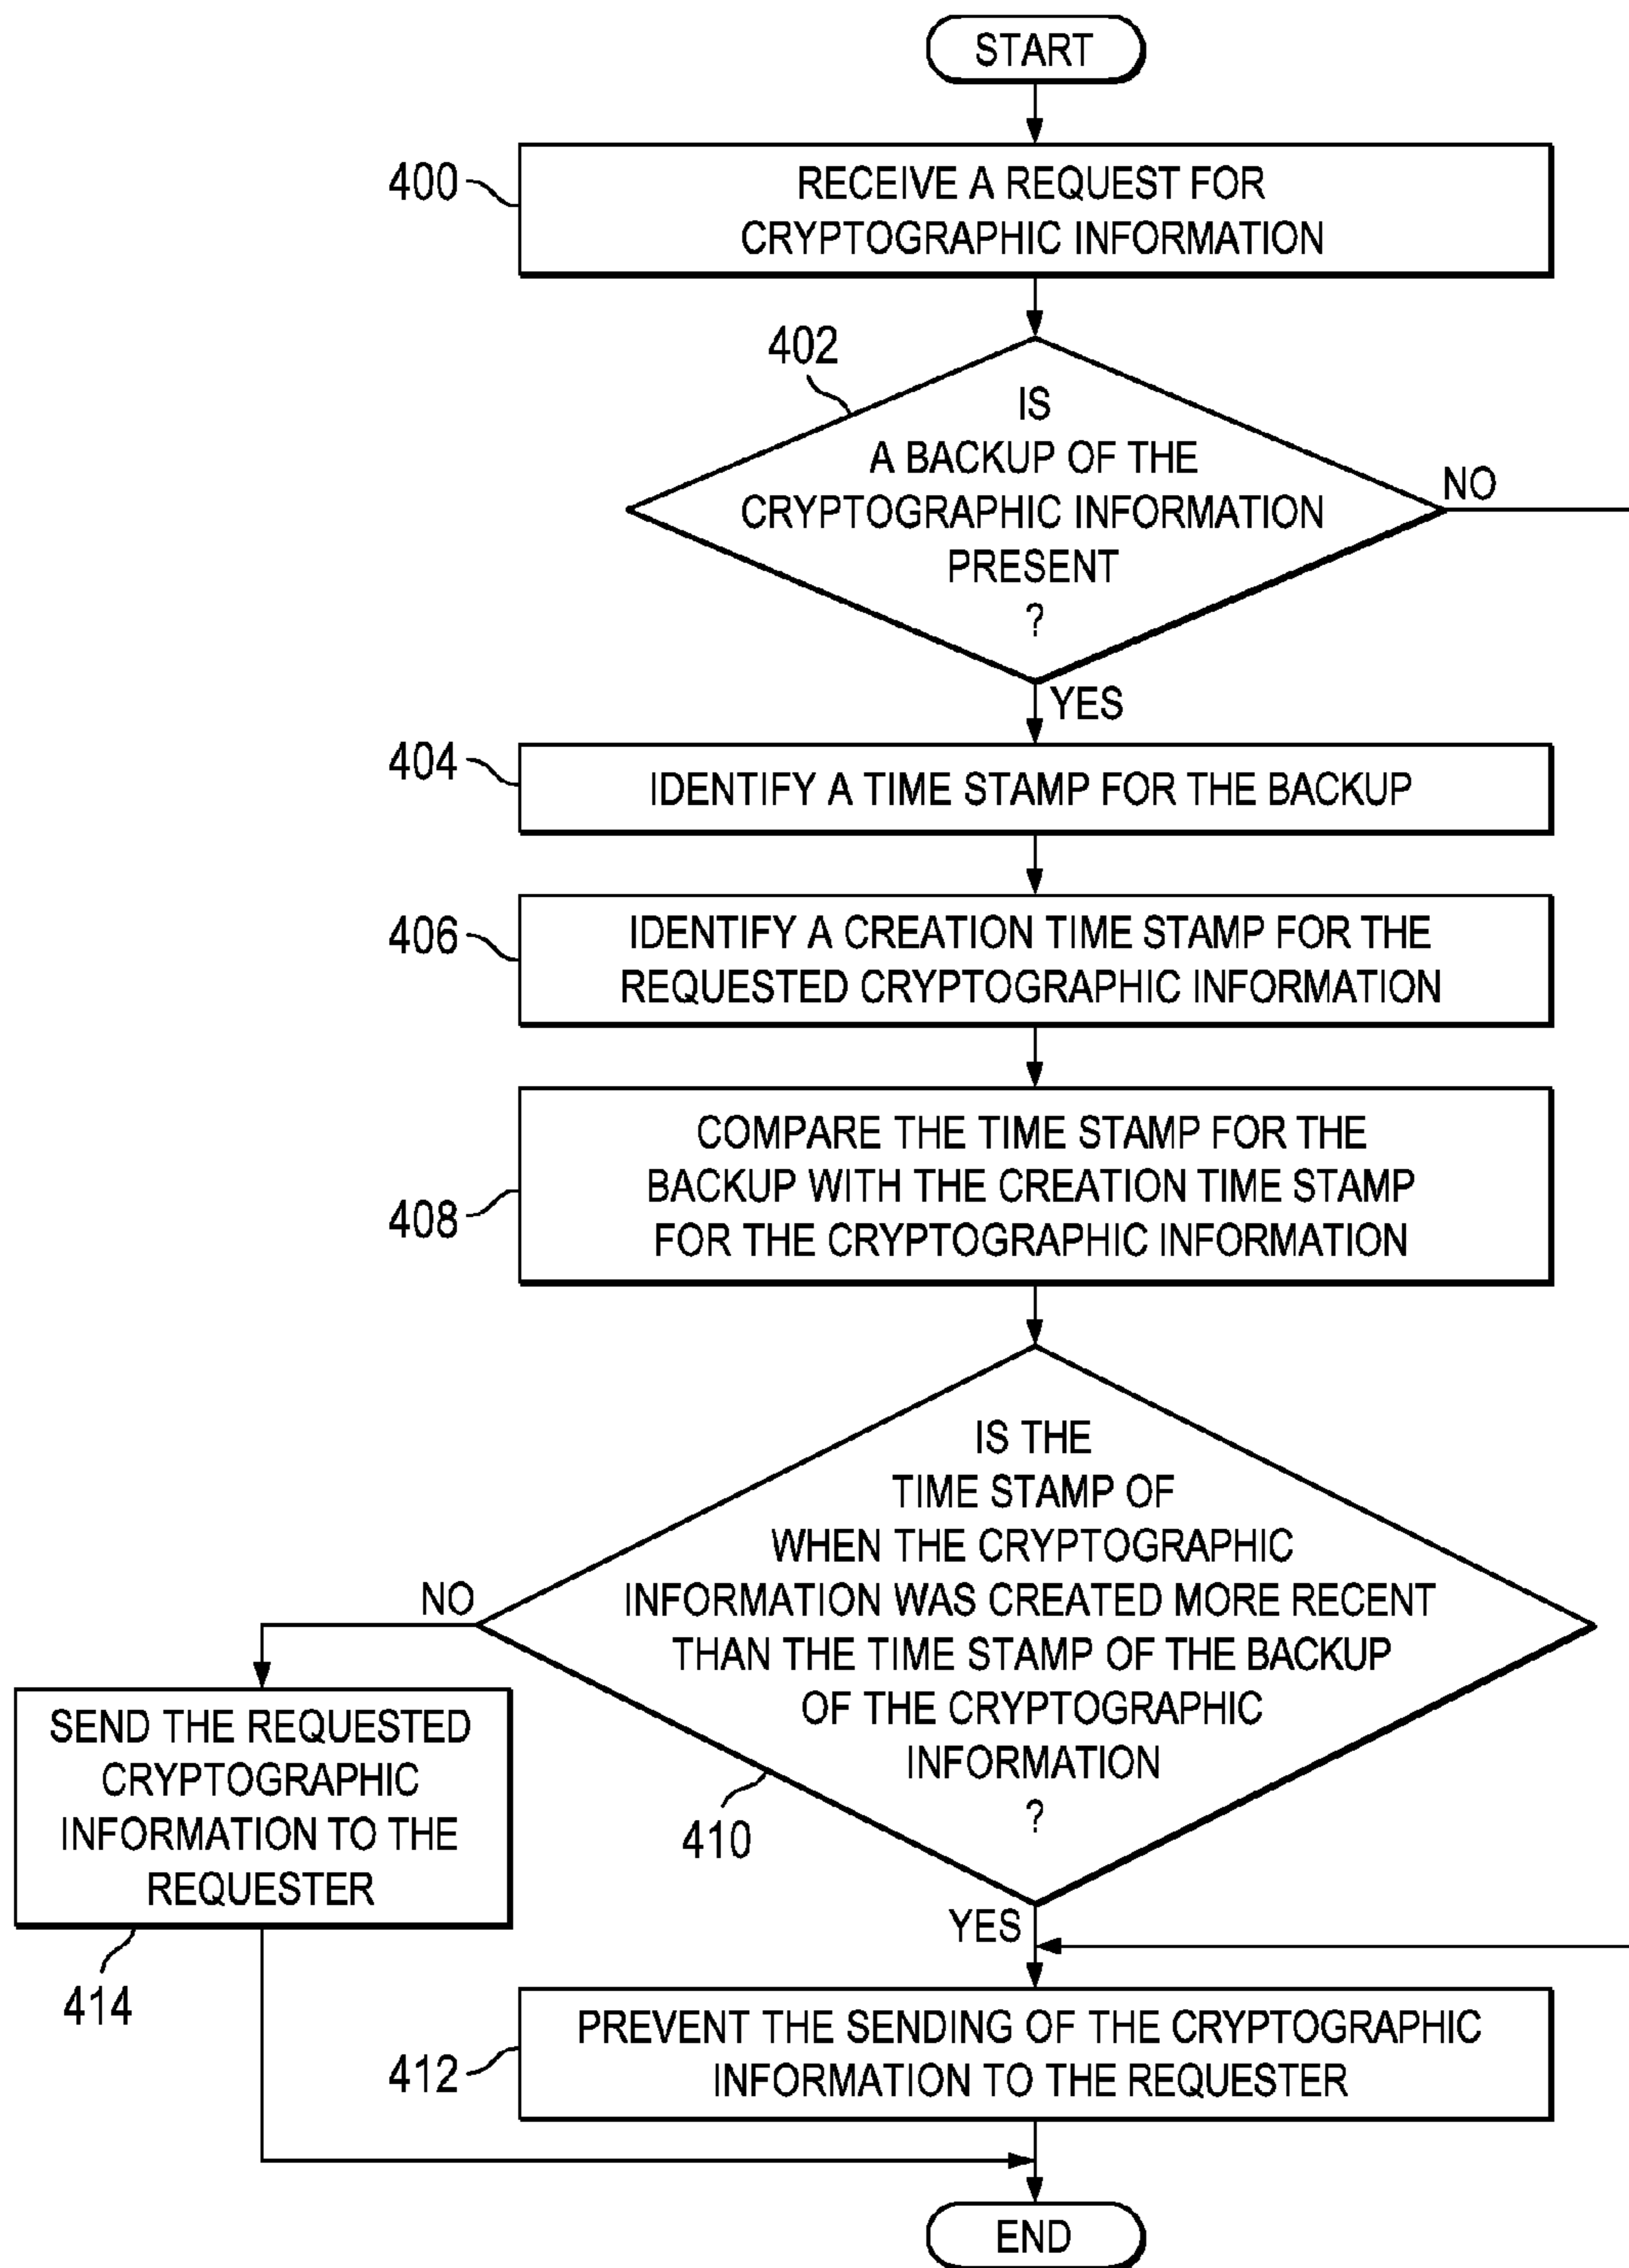 START
400
RECEIVE A REQUEST FOR
CRYPTOGRAPHIC INFORMATION
402
IS
A BACKUP OF THE
CRYPTOGRAPHIC INFORMATION
PRESENT
?
NO
YES
404
IDENTIFY A TIME STAMP FOR THE BACKUP
406
IDENTIFY A CREATION TIME STAMP FOR THE
REQUESTED CRYPTOGRAPHIC INFORMATION
408
COMPARE THE TIME STAMP FOR THE
BACKUP WITH THE CREATION TIME STAMP
FOR THE CRYPTOGRAPHIC INFORMATION
IS THE
TIME STAMP OF
WHEN THE CRYPTOGRAPHIC
INFORMATION WAS CREATED MORE RECENT
THAN THE TIME STAMP OF THE BACKUP
OF THE CRYPTOGRAPHIC
INFORMATION
?
410
NO
SEND THE REQUESTED
CRYPTOGRAPHIC
INFORMATION TO THE
REQUESTER
414
YES
412
PREVENT THE SENDING OF THE CRYPTOGRAPHIC
INFORMATION TO THE REQUESTER
END